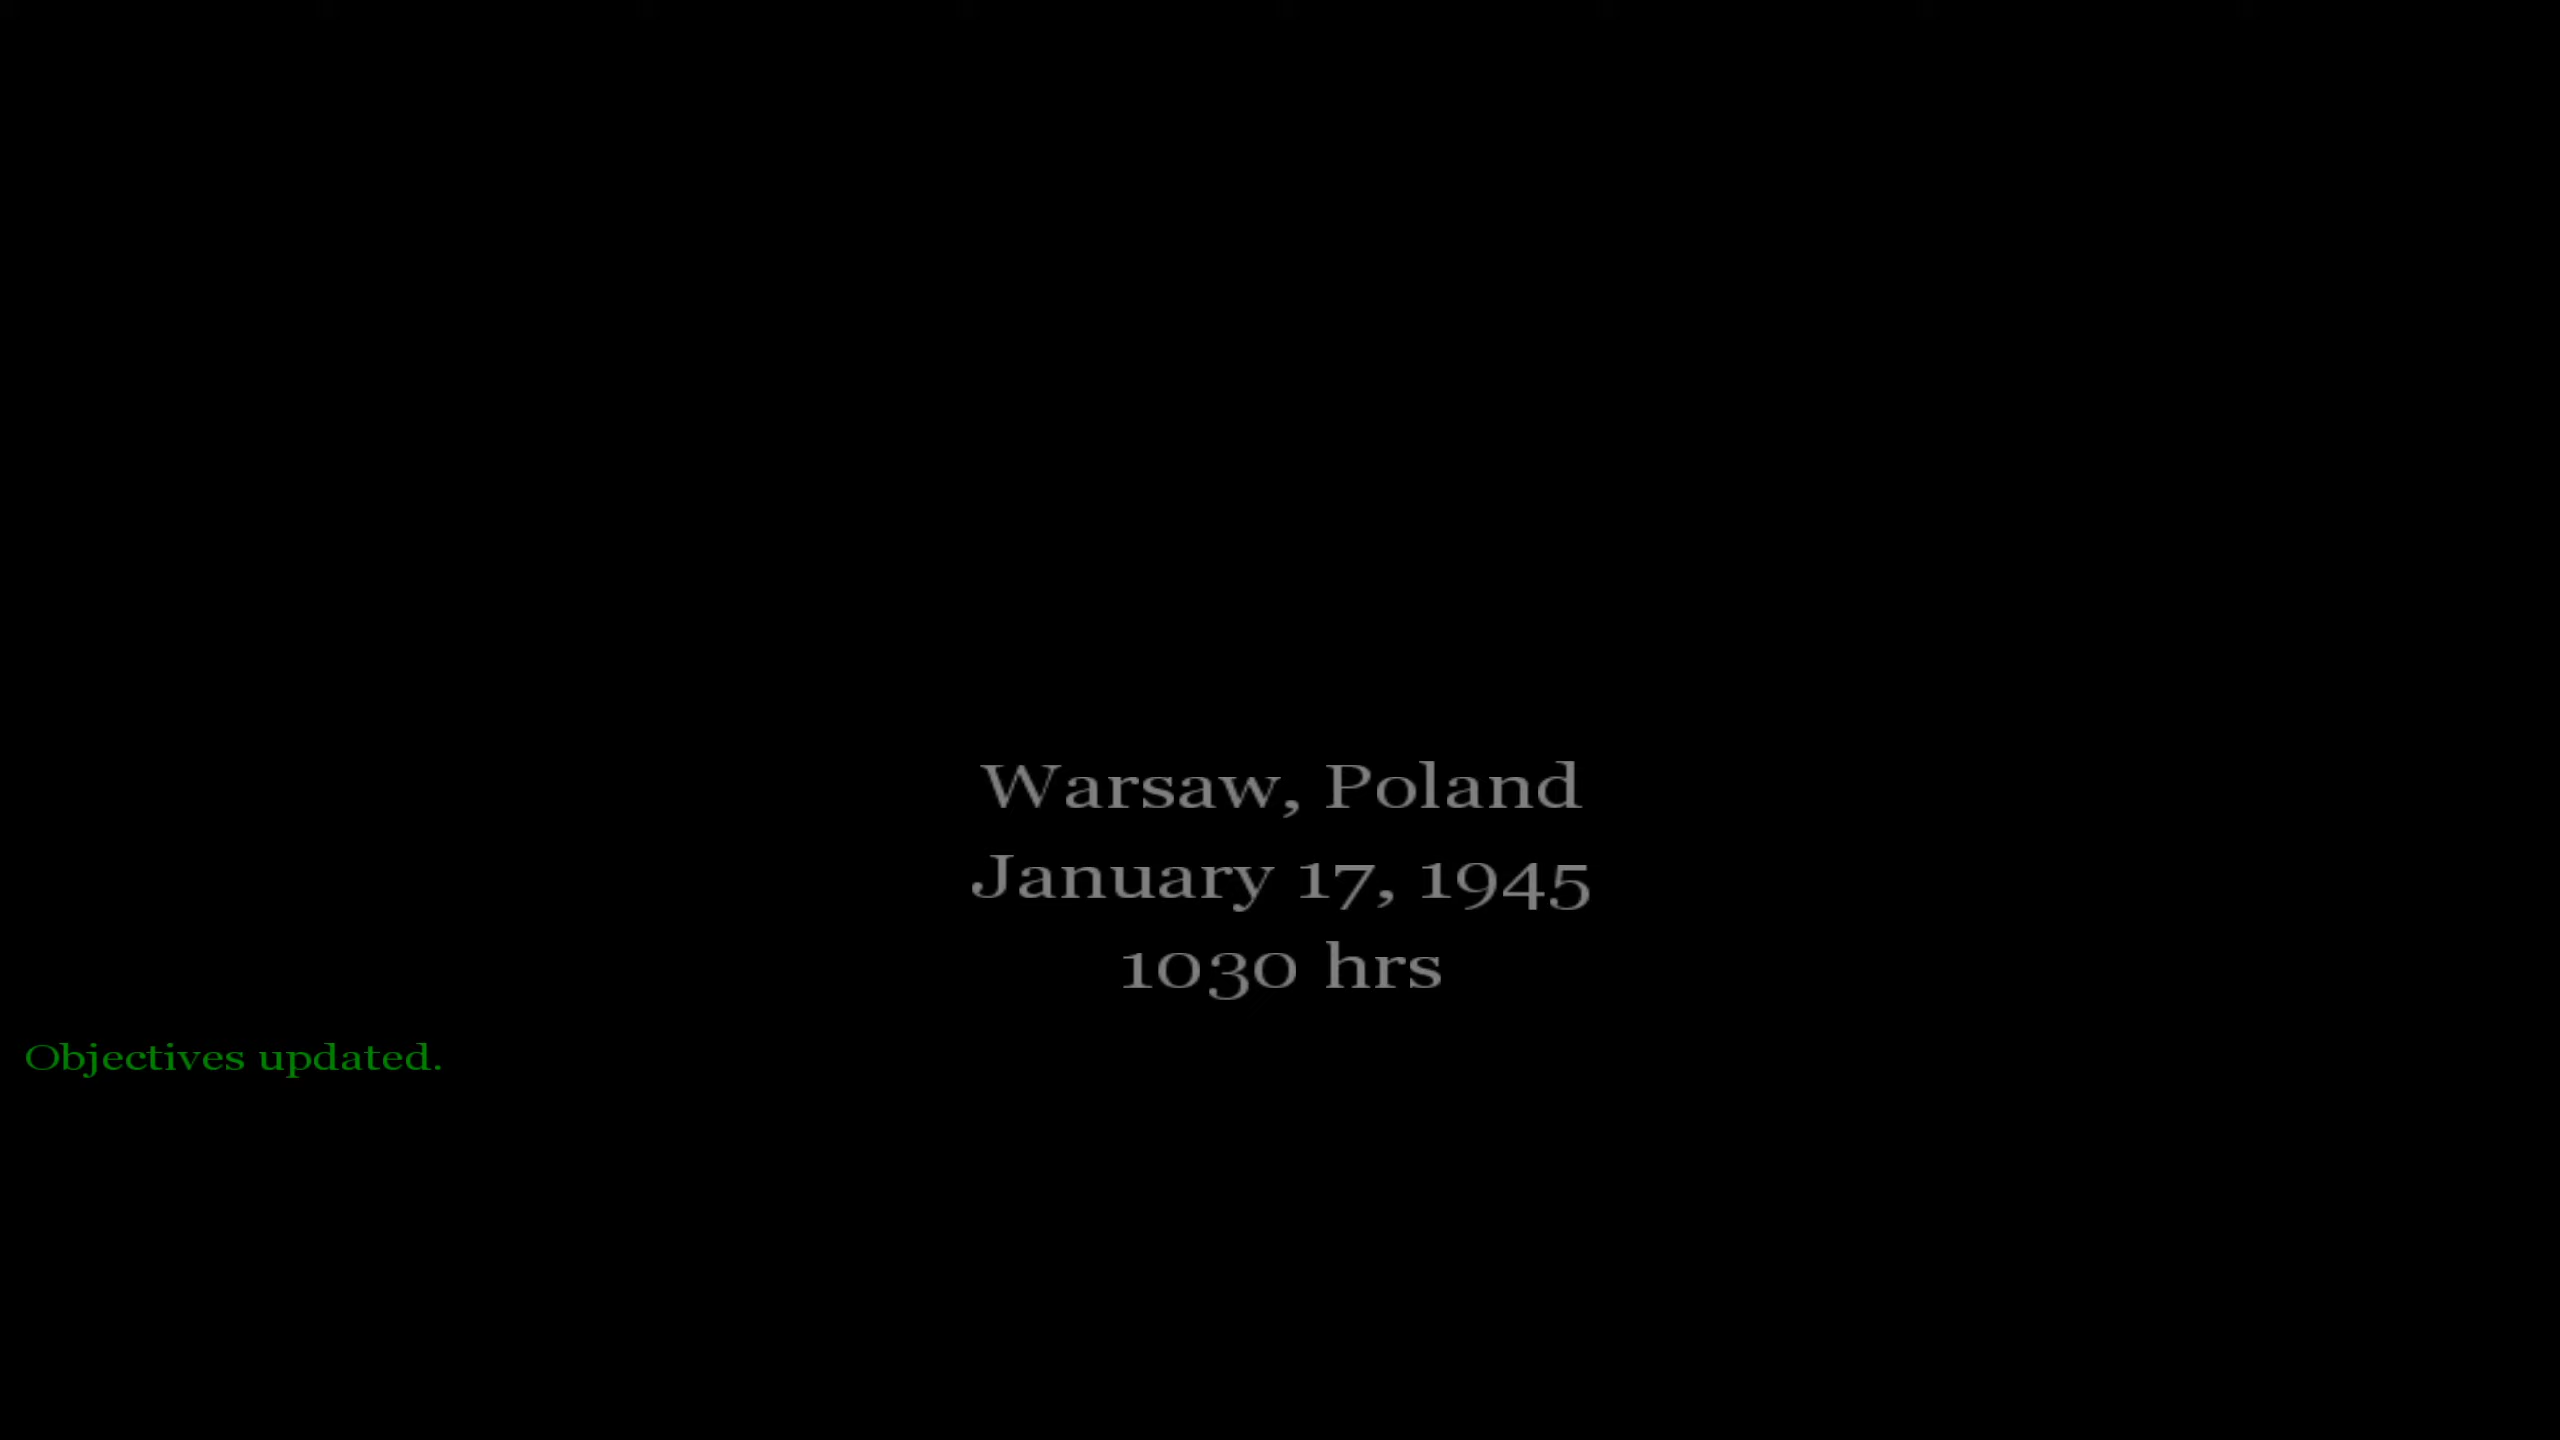 Warsaw, Poland
January 17, 1945
1030 hrs
Objectives updated.